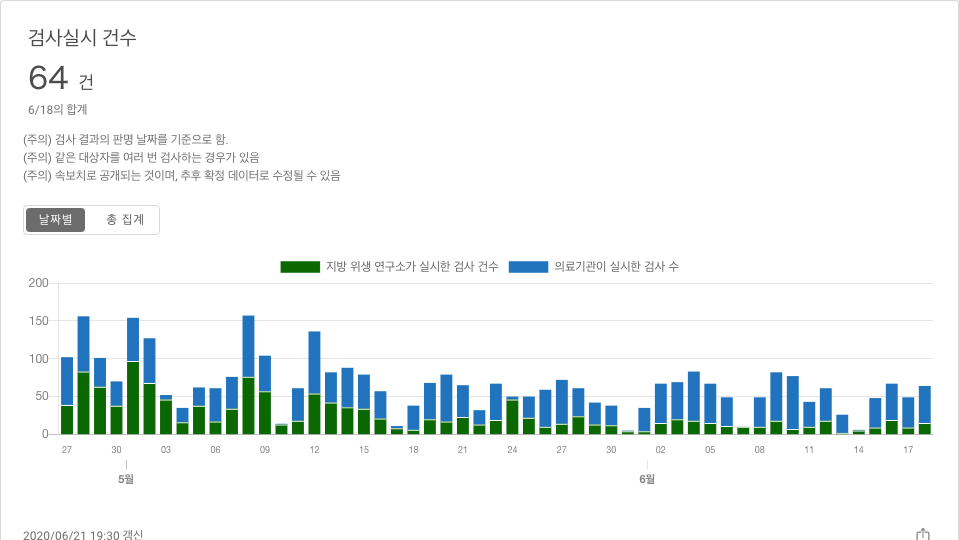 검사실시 건수
64 건
6/18의 합계
(주의) 검사 결과의 판명 날짜를 기준으로 함.
(주의) 같은 대상자를 여러 번 검사하는 경우가 있음
(주의) 속보치로 공개되는 것이며, 추후 확정 데이터로 수정될 수 있음
날짜별 총 집계
지방 위생 연구소가 실시한 검사 건수 의료기관이 실시한 검사 수
200
150
100
50
0
27 30 03 06 09 12 15 18 21 24 27 30 02 05 08 11 14 17
5월 6월
2020/06/21 19:30 갱신